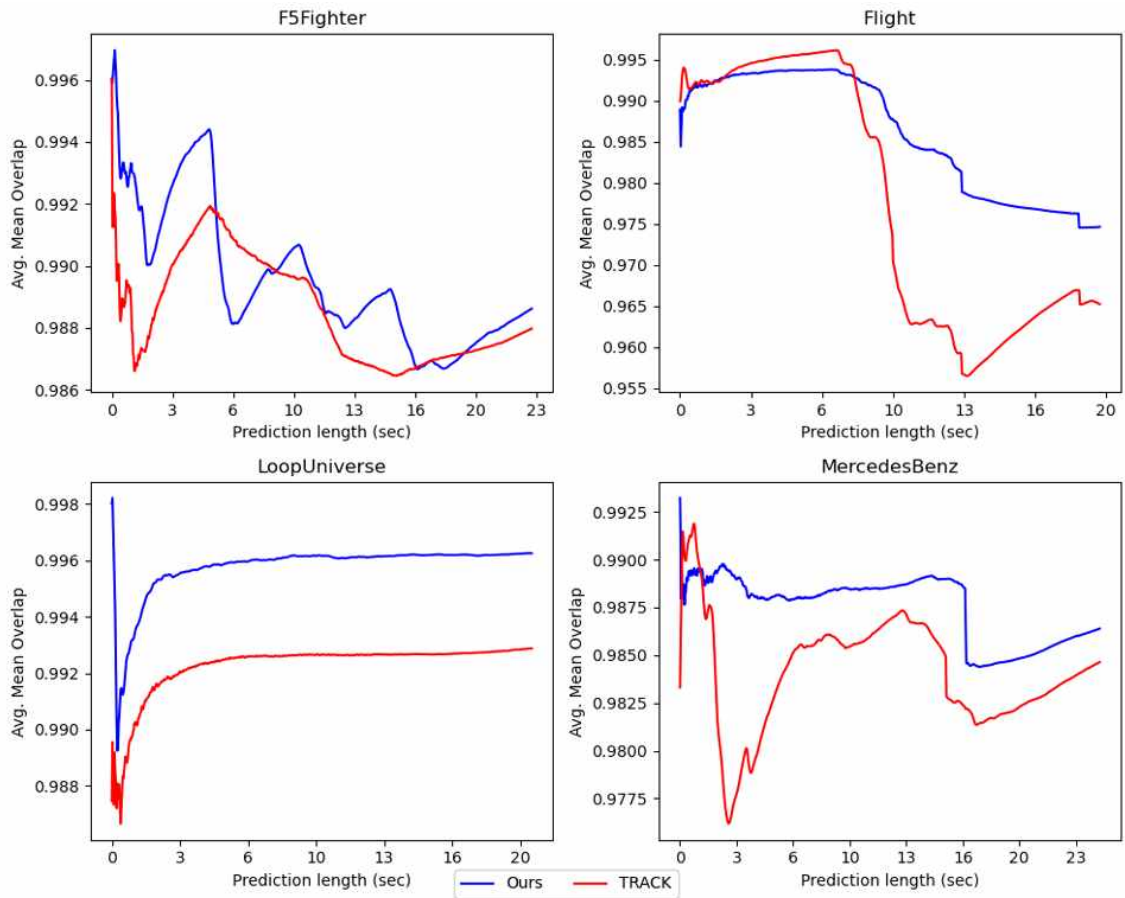 F5Fighter
Avg. Mean Overlap
0.996
0.994
0.992
0.990
0.988
0.986
0 3 6 10 13 16 20 23
Prediction length (sec)
Flight
Avg. Mean Overlap
0.995
0.990
0.985
0.980
0.975
0.970
0.965
0.960
0.955
0 3 6 10 13 16 20
Prediction length (sec)
LoopUniverse
Avg. Mean Overlap
0.998
0.996
0.994
0.992
0.990
0.988
0 3 6 10 13 16 20
Prediction length (sec)
MercedesBenz
Avg. Mean Overlap
0.9925
0.9900
0.9875
0.9850
0.9825
0.9800
0.9775
0 3 6 10 13 16 20 23
Prediction length (sec)
Ours TRACK